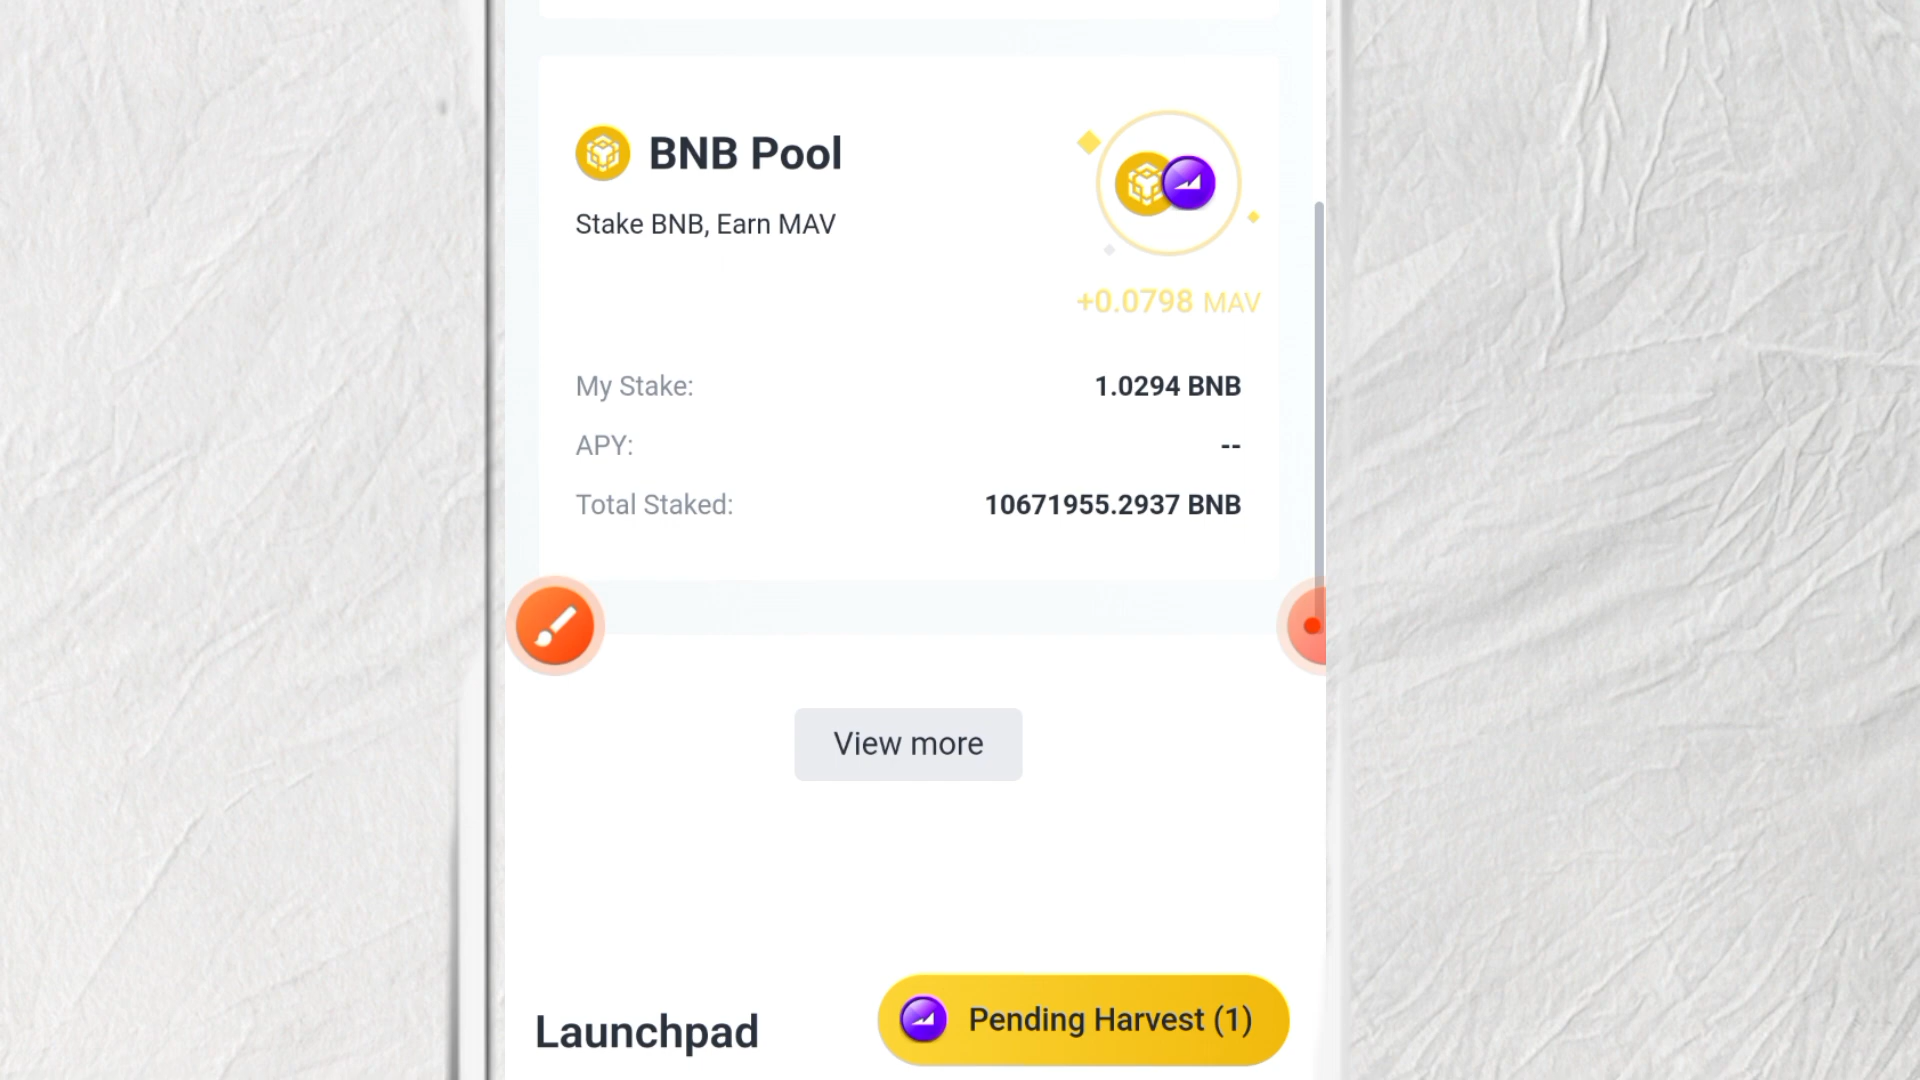 BNB Pool
Stake BNB, Earn MAV
+0.0798 MAV
My Stake: 1.0294 BNB
APY: --
Total Staked: 10671955.2937 BNB
View more
Launchpad
Pending Harvest (1)